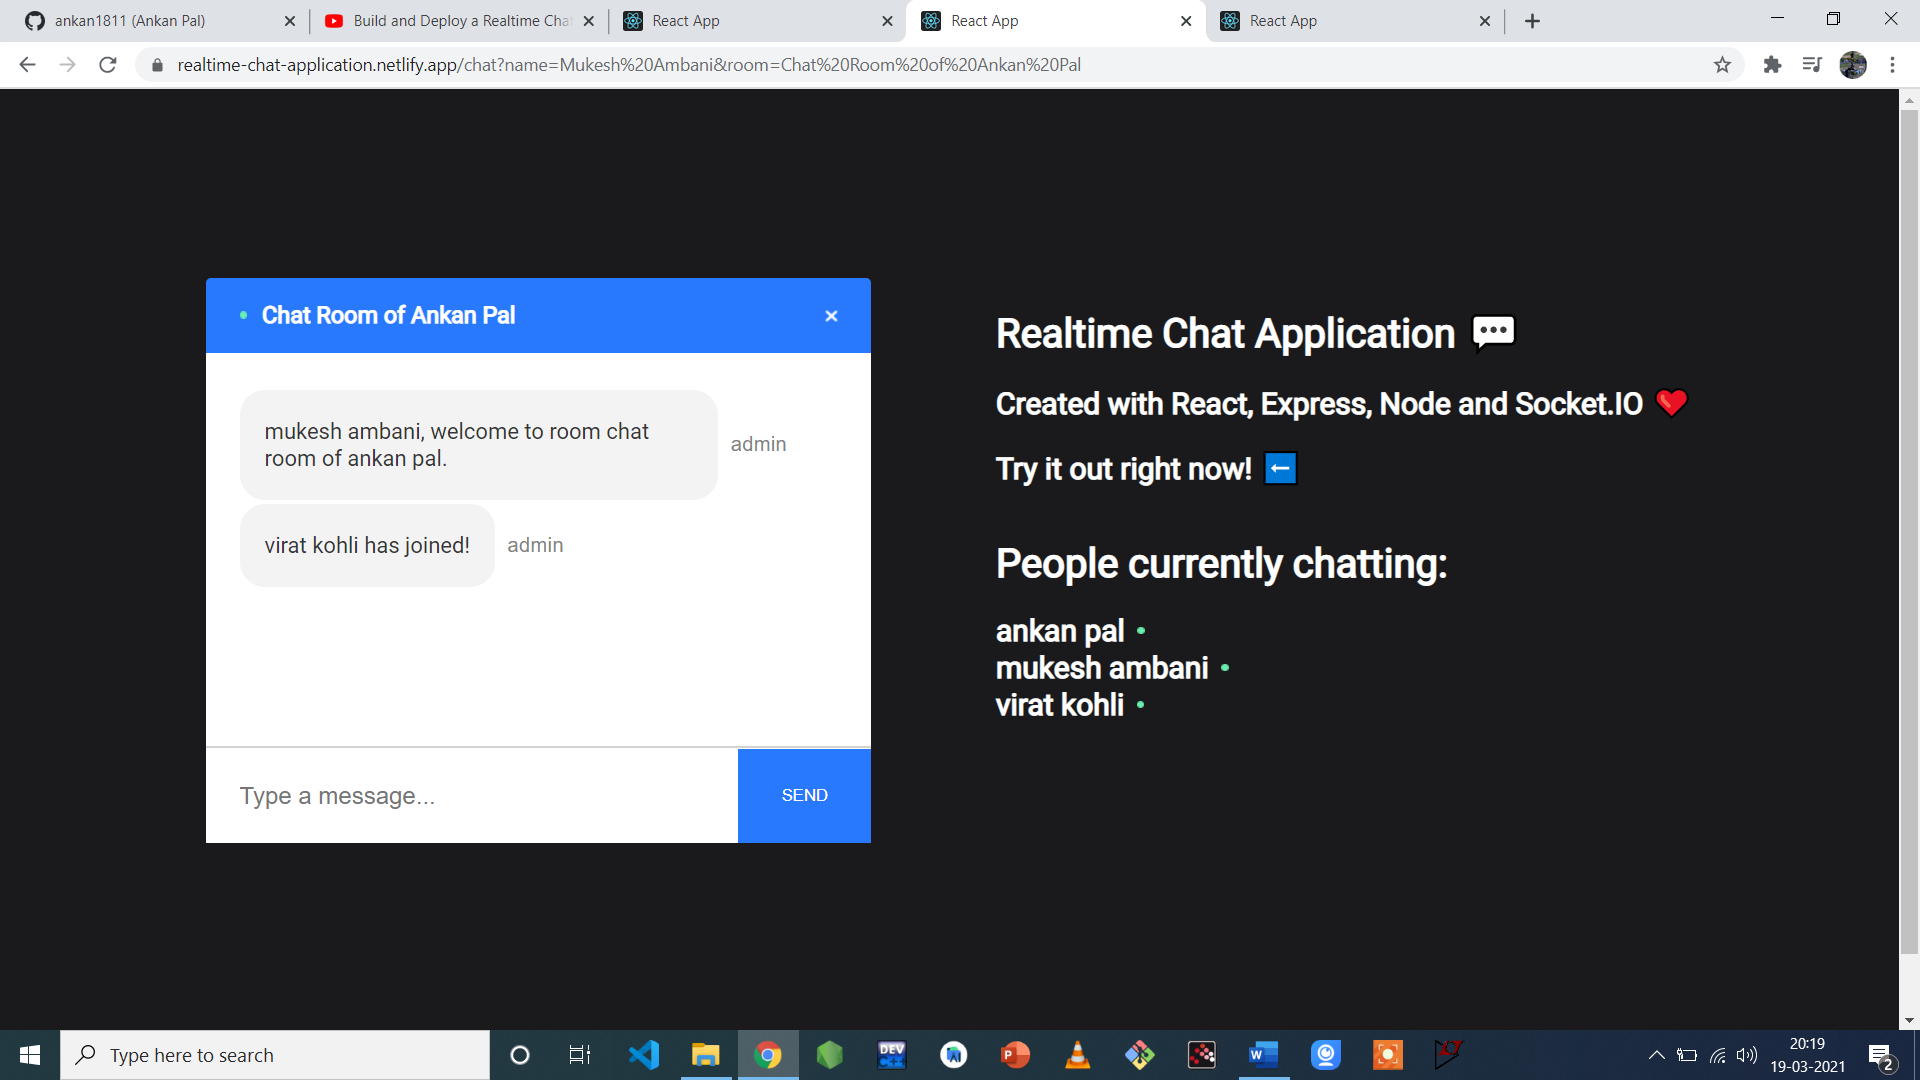 ankan1811 (Ankan Pal)
Build and Deploy a Realtime Cha
React App
React App
React App
realtime-chat-application.netlify.app/chat?name=Mukesh%20Ambani&room=Chat%20Room%20of%20Ankan%20Pal
Chat Room of Ankan Pal
mukesh ambani, welcome to room chat
room of ankan pal.
admin
virat kohli has joined!
admin
Type a message...
SEND
Realtime Chat Application 💬
Created with React, Express, Node and Socket.IO ❤️
Try it out right now! ⬅️
People currently chatting:
ankan pal
mukesh ambani
virat kohli
Type here to search
DEV
C++
P
W
20:19
19-03-2021
2